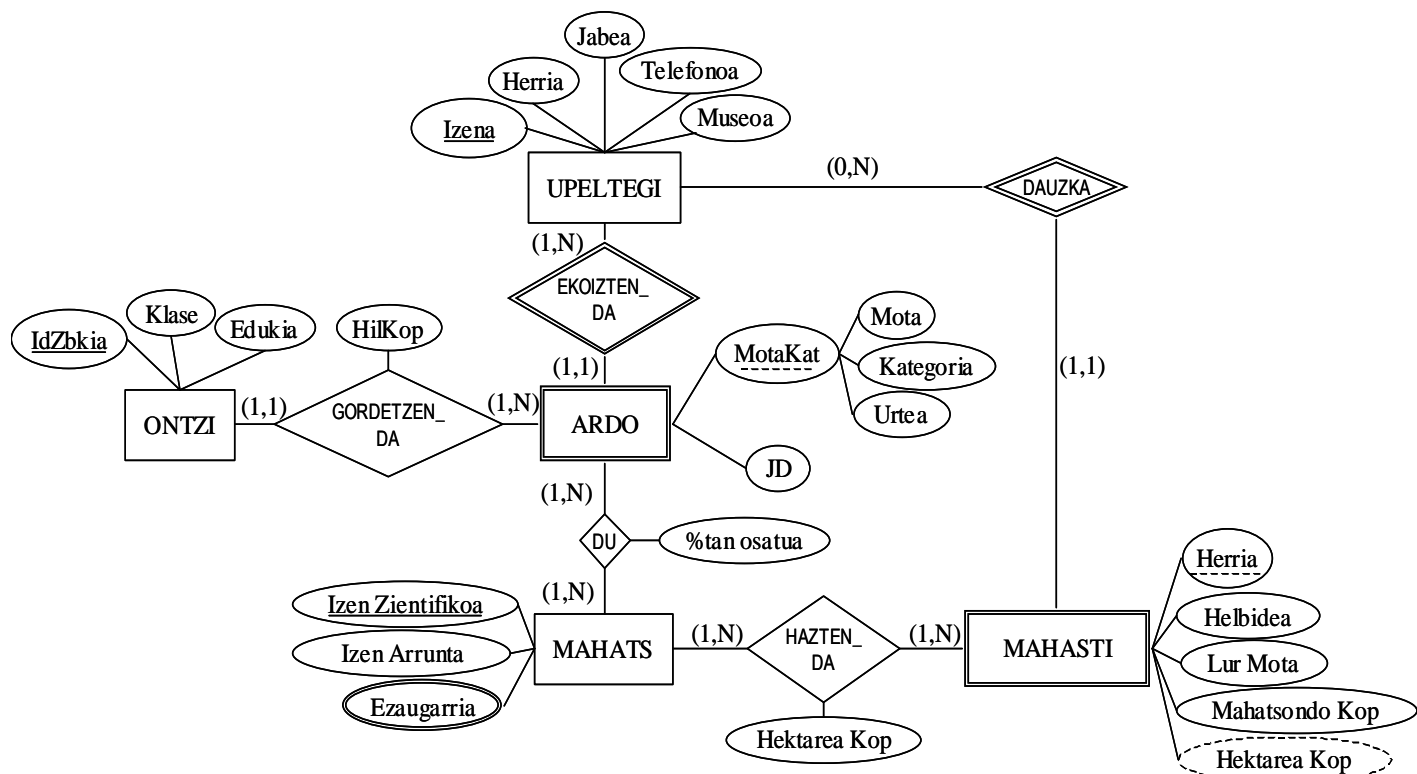 Jabea
Herria
Telefonoa
Izena
Museoa
UPELTEGI
(0,N)
DAUZKA
(1,N)
EKOIZTEN_
DA
Klase
IdZbkia
Edukia
HilKop
Mota
MotaKat
Kategoria
Urtea
(1,1)
(1,1)
ONTZI
(1,1)
GORDETZEN_
DA
(1,N)
ARDO
JD
(1,N)
DU
%tan osatua
(1,N)
Izen Zientifikoa
Izen Arrunta
Ezaugarria
MAHATS
(1,N)
HAZTEN_
DA
(1,N)
MAHASTI
Hektarea Kop
Herria
Helbidea
Lur Mota
Mahatsondo Kop
Hektarea Kop